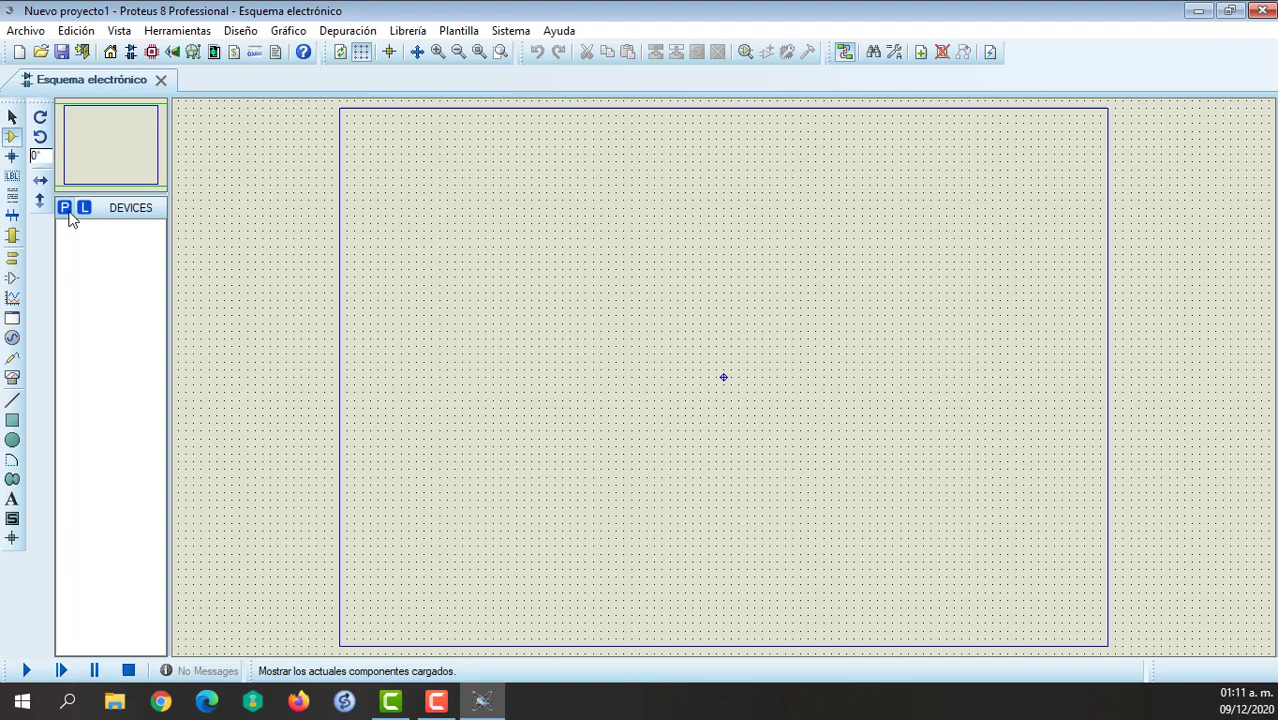 Nuevo proyecto1 - Proteus 8 Professional - Esquema electrónico
Archivo Edición Vista Herramientas Diseño Gráfico Depuración Librería Sistema Plantilla Ayuda
Esquema electrónico
0°
LBL
P L DEVICES
A
S
No Messages
Mostrar los actuales componentes cargados.
01:11 a. m.
09/12/2020